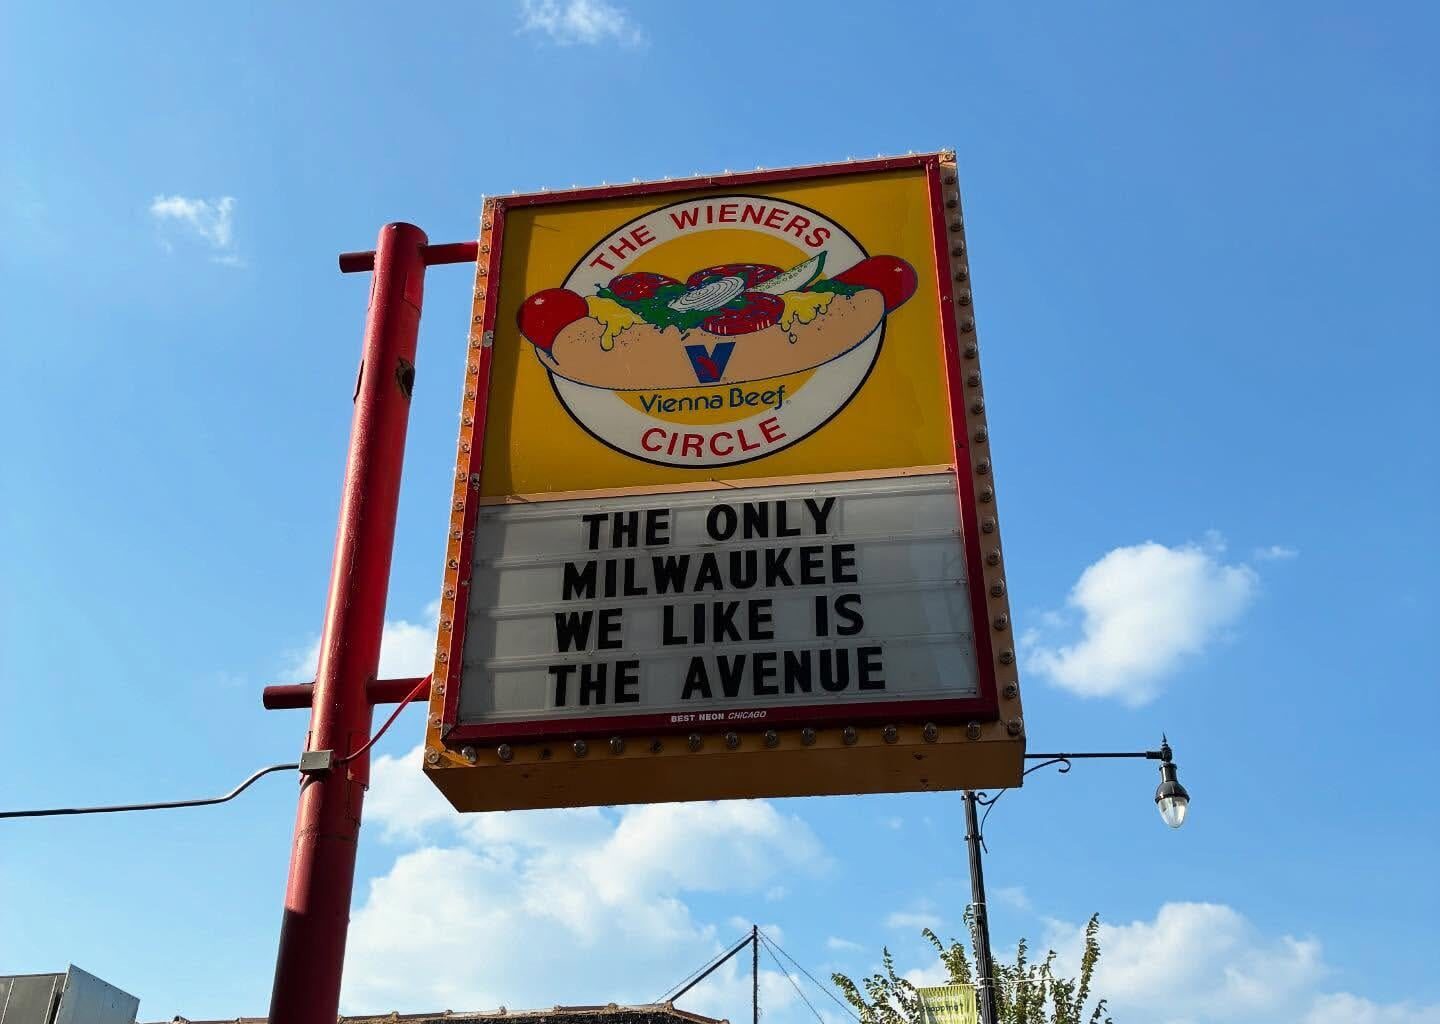 THE WIENERS
V
Vienna Beef
CIRCLE
THE ONLY
MILWAUKEE
WE LIKE IS
THE AVENUE
BEST NEON CHICAGO